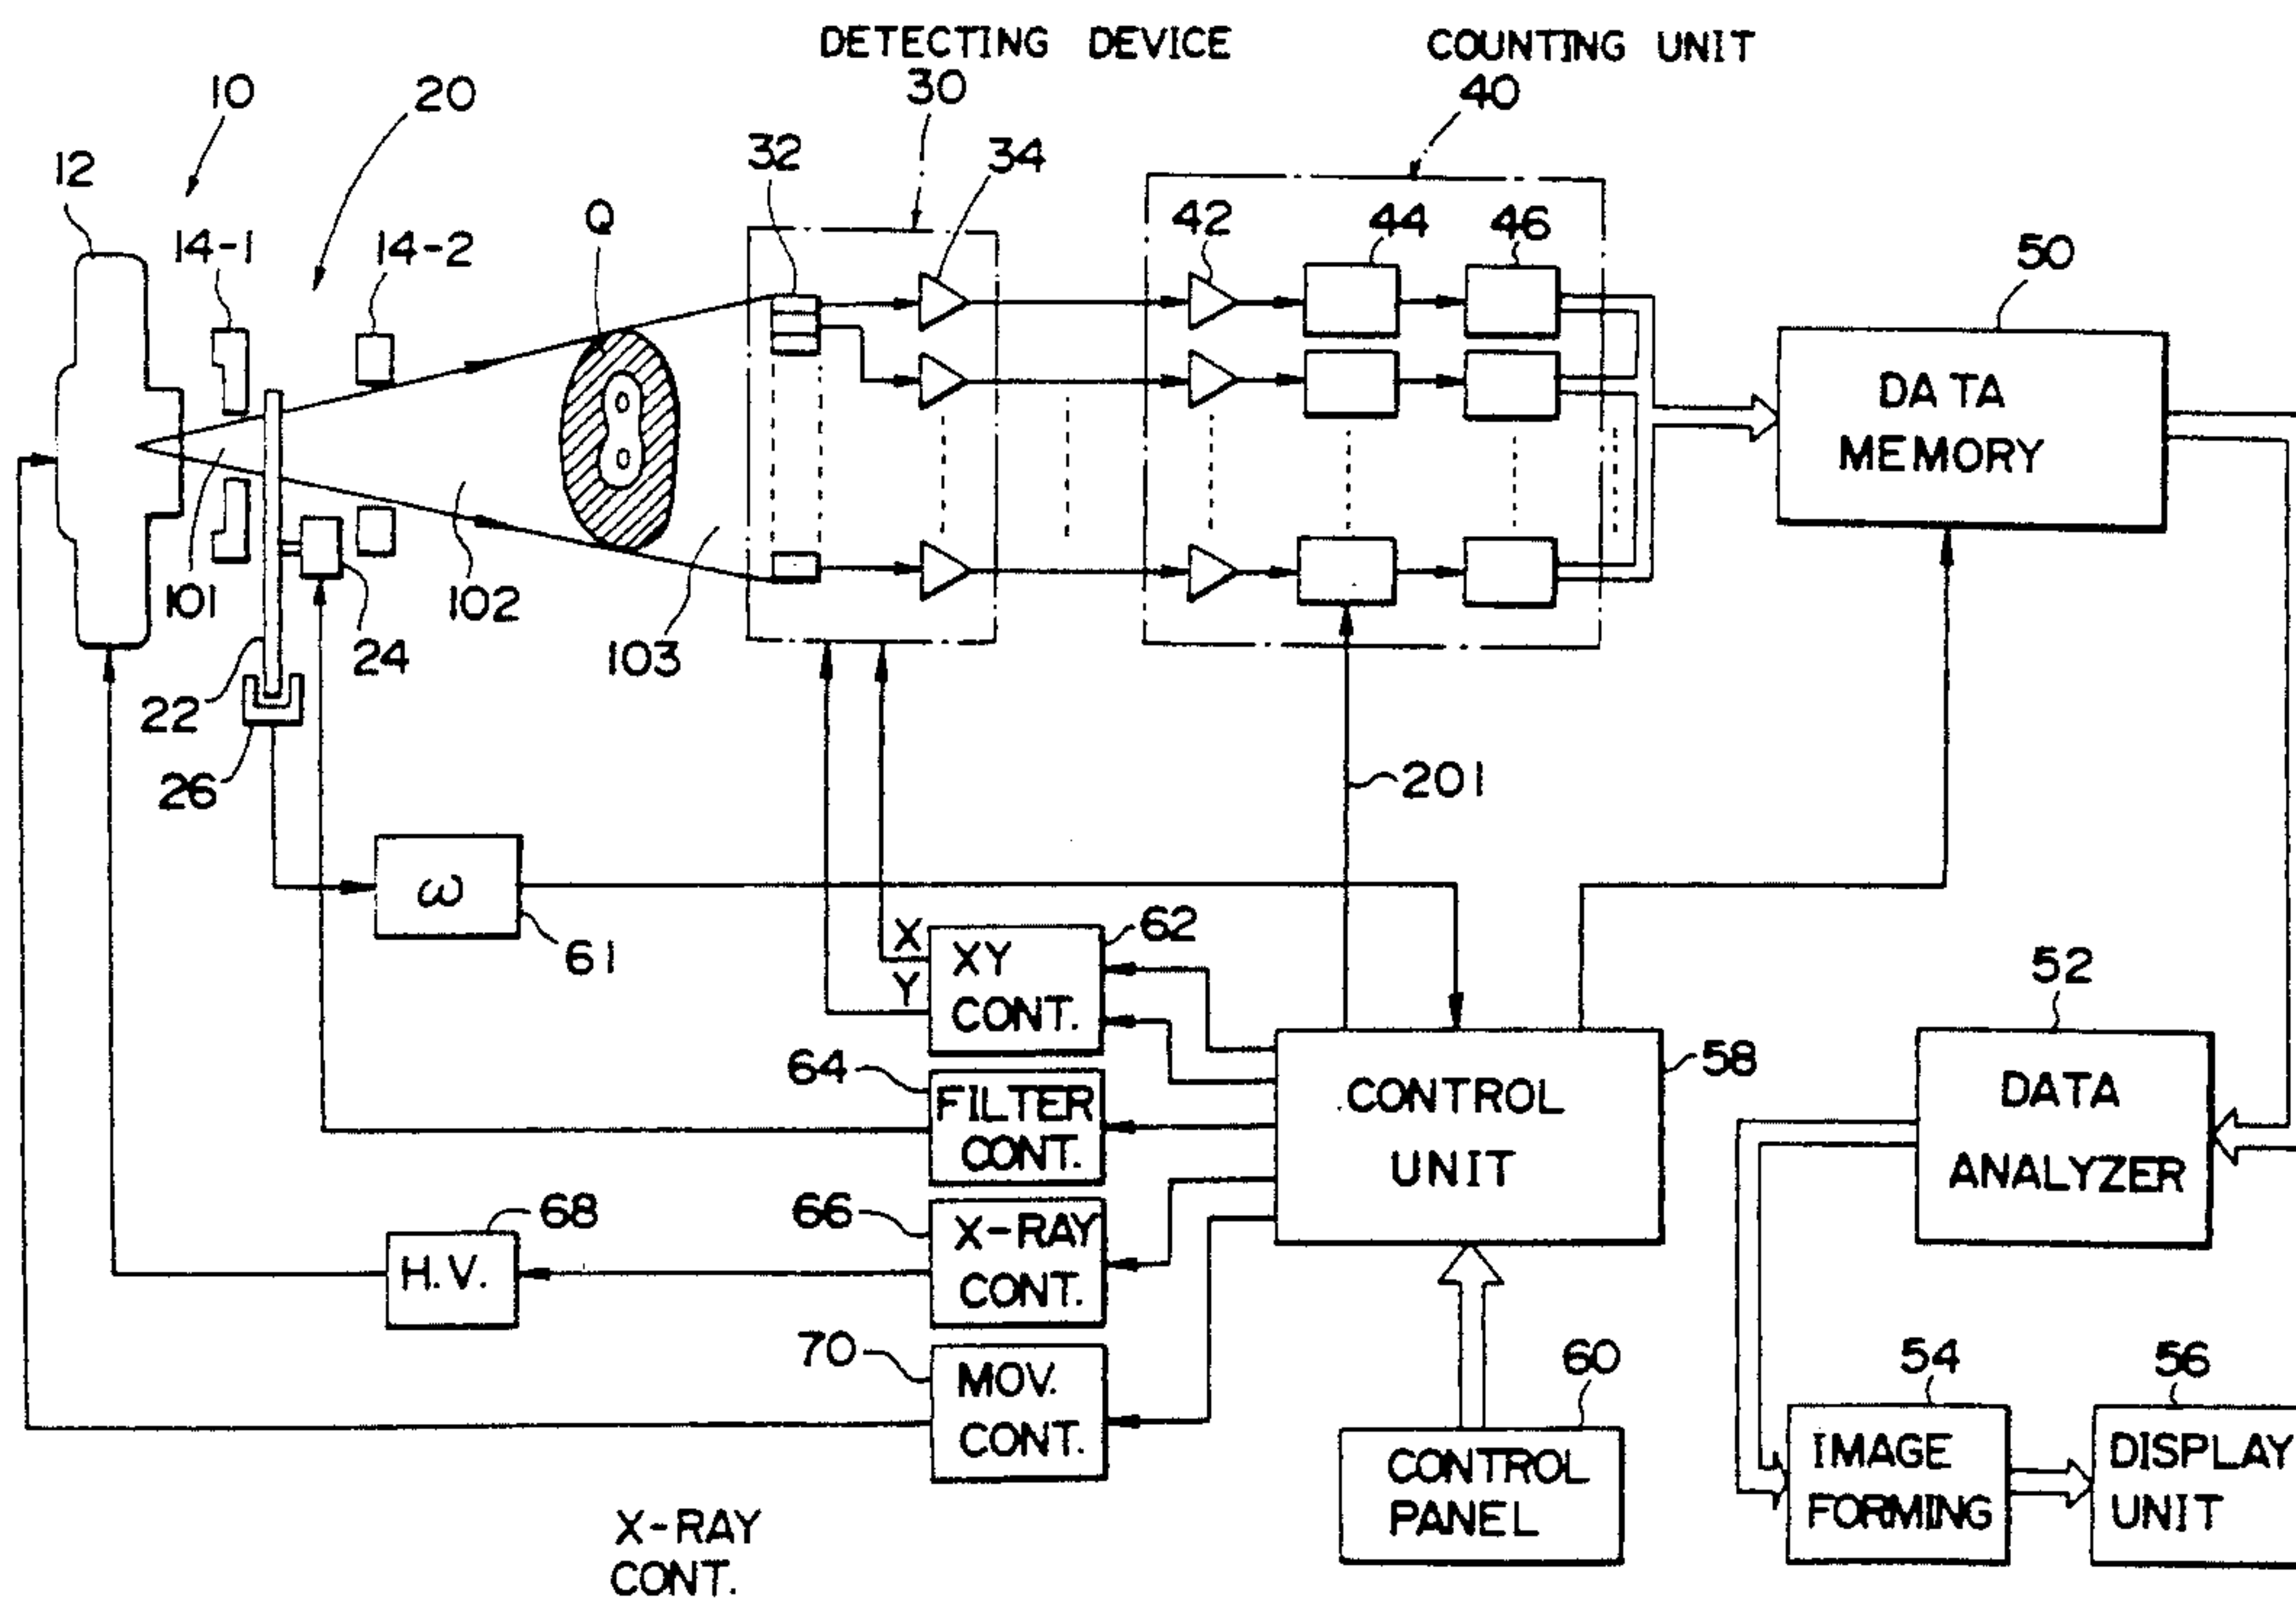 DETECTING DEVICE
COUNTING UNIT
10
20
30
40
12
32
34
14-1
14-2
Q
42
44
46
50
DATA
MEMORY
101
102
103
24
22
26
201
ω
61
X
Y
XY
CONT.
62
52
DATA
ANALYZER
64
FILTER
CONT.
CONTROL
UNIT
58
68
H.V.
66
X-RAY
CONT.
70
MOV.
CONT.
60
CONTROL
PANEL
54
IMAGE
FORMING
56
DISPLAY
UNIT
X-RAY
CONT.